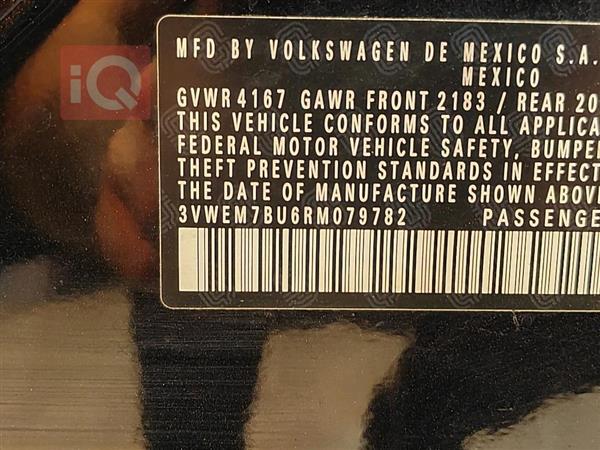 iQ
MFD BY VOLKSWAGEN DE MEXICO S.A.
MEXICO
GVWR 4167 GAWR FRONT 2183 / REAR 20
THIS VEHICLE CONFORMS TO ALL APPLICA
FEDERAL MOTOR VEHICLE SAFETY, BUMPE
THEFT PREVENTION STANDARDS IN EFFECT
THE DATE OF MANUFACTURE SHOWN ABOVE
3VWEM7BU6RM079782 PASSENGE